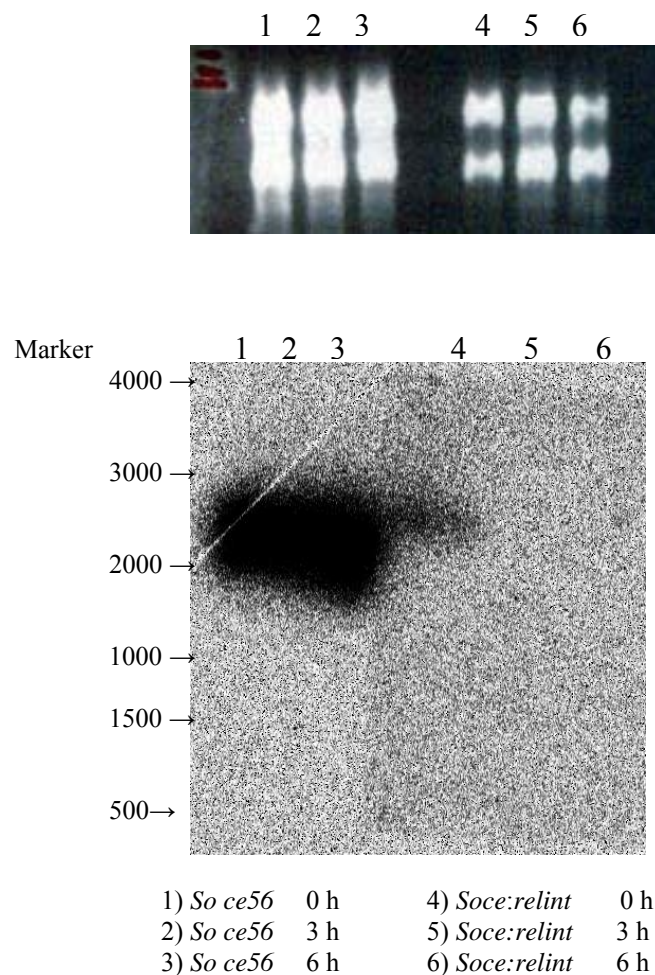 1 2 3 4 5 6
Marker 1 2 3 4 5 6
4000 →
3000 →
2000 →
1000 →
1500 →
500→
1) So ce56 0 h 4) Soce:relint 0 h
2) So ce56 3 h 5) Soce:relint 3 h
3) So ce56 6 h 6) Soce:relint 6 h